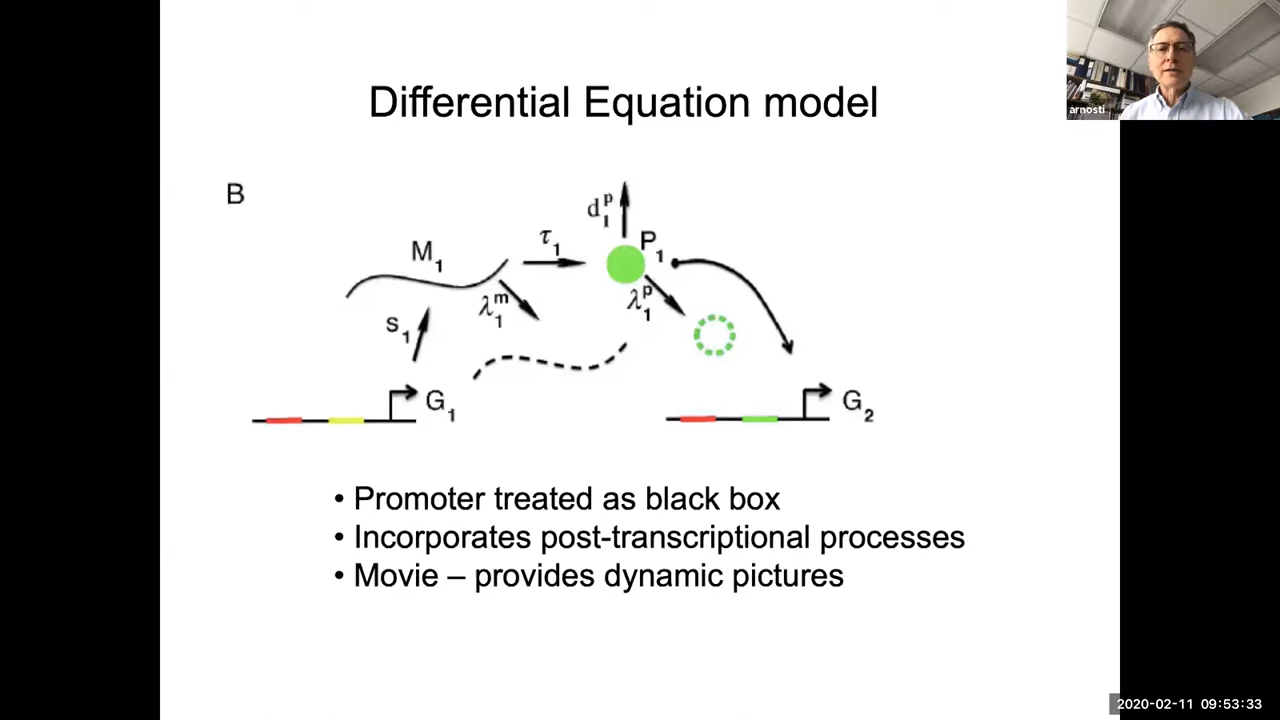 Differential Equation model
arnosti
B
d₁ᵖ
M₁
τ₁
P₁
λ₁ᵐ
λ₁ᵖ
s₁
G₁
G₂
• Promoter treated as black box
• Incorporates post-transcriptional processes
• Movie – provides dynamic pictures
2020-02-11 09:53:33